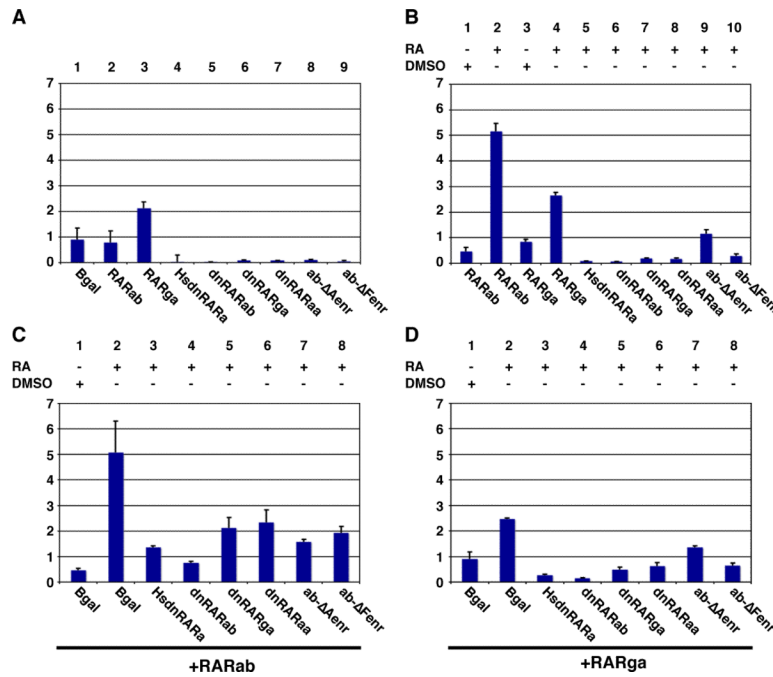 A
1 2 3 4 5 6 7 8 9
7
6
5
4
3
2
1
0
Bgal RARab RARga HsdnRARa dnRARab dnRARga dnRARaa ab-ΔAenr ab-ΔFenr
B
1 2 3 4 5 6 7 8 9 10
RA - + - + + + + + + +
DMSO + - + - - - - - - -
7
6
5
4
3
2
1
0
RARab RARab RARga RARga HsdnRARa dnRARab dnRARga dnRARaa ab-ΔAenr ab-ΔFenr
C
1 2 3 4 5 6 7 8
RA - + + + + + + +
DMSO + - - - - - - -
7
6
5
4
3
2
1
0
Bgal Bgal HsdnRARa dnRARab dnRARga dnRARaa ab-ΔAenr ab-ΔFenr
+RARab
D
1 2 3 4 5 6 7 8
RA - + + + + + + +
DMSO + - - - - - - -
7
6
5
4
3
2
1
0
Bgal Bgal HsdnRARa dnRARab dnRARga dnRARaa ab-ΔAenr ab-ΔFenr
+RARga